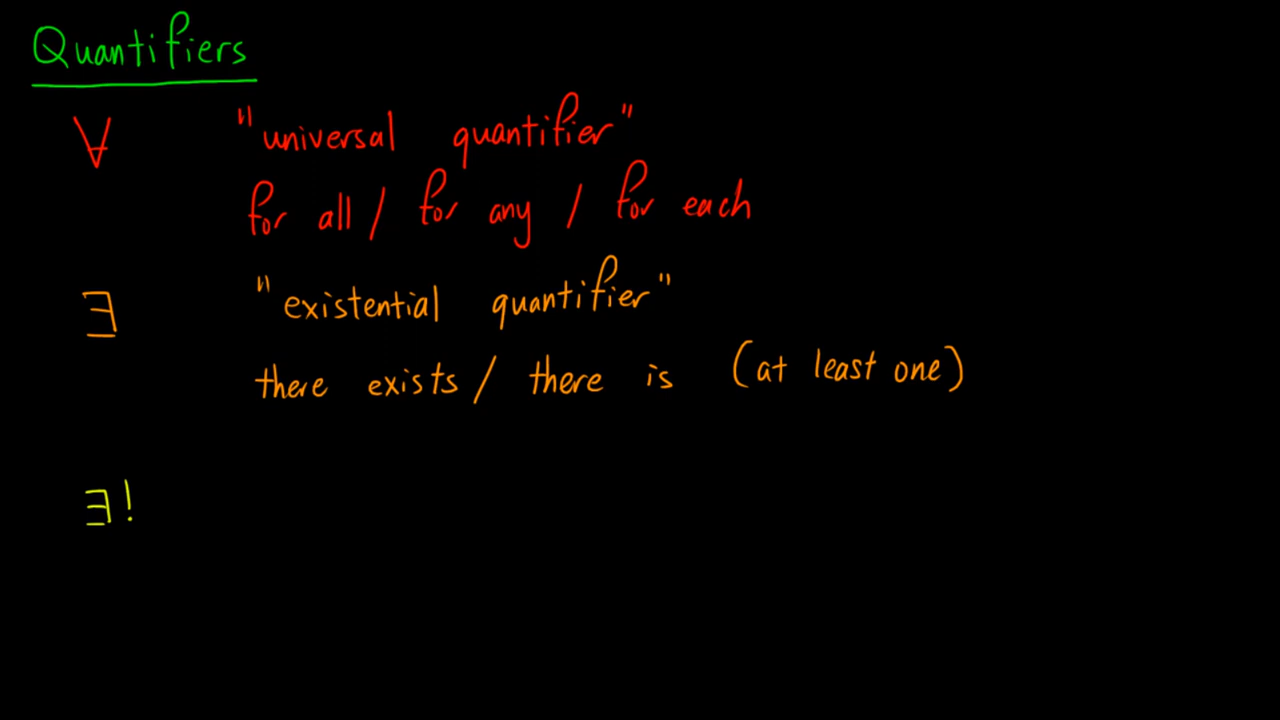 Quantifiers
∀ "universal quantifier"
for all / for any / for each
∃ "existential quantifier"
there exists / there is (at least one)
∃!